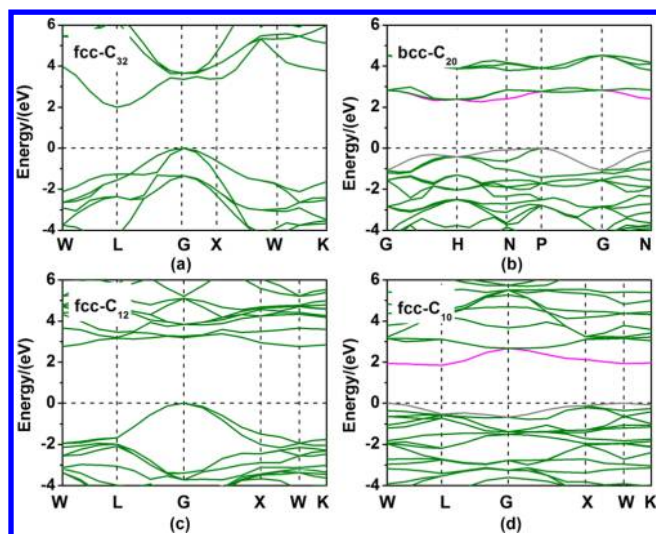 6 fcc-C32 4 2 0 -2 -4 Energy/(eV) W L G X W K (a)
6 bcc-C20 4 2 0 -2 -4 Energy/(eV) G H N P G N (b)
6 fcc-C12 4 2 0 -2 -4 Energy/(eV) W L G X W K (c)
6 fcc-C10 4 2 0 -2 -4 Energy/(eV) W L G X W K (d)